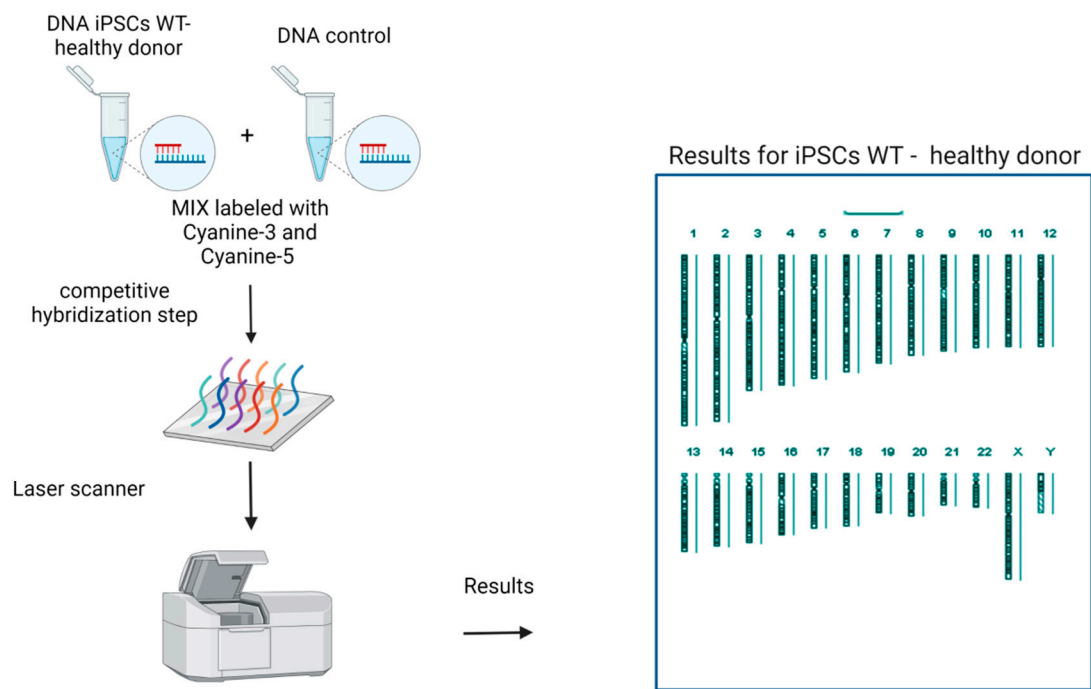 DNA iPSCs WT-
healthy donor
DNA control
+
MIX labeled with
Cyanine-3 and
Cyanine-5
competitive
hybridization step
Laser scanner
Results
Results for iPSCs WT - healthy donor
1 2 3 4 5 6 7 8 9 10 11 12
13 14 15 16 17 18 19 20 21 22 X Y